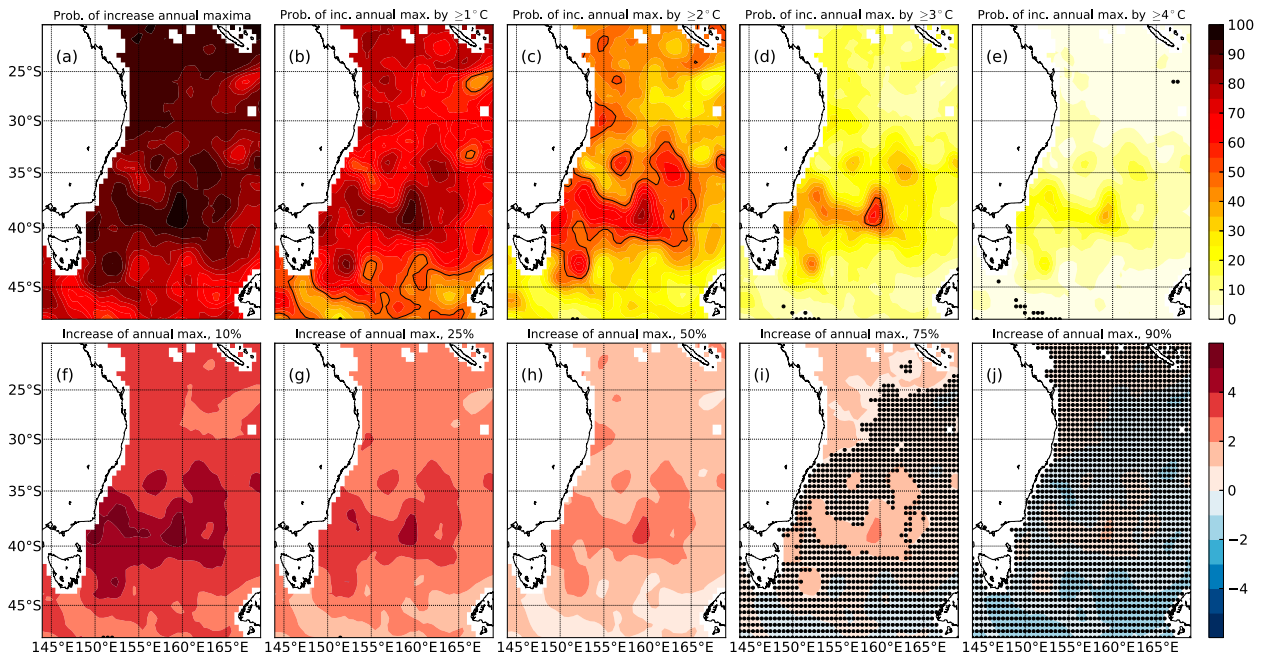 Prob. of increase annual maxima
Prob. of inc. annual max. by ≥1°C
Prob. of inc. annual max. by ≥2°C
Prob. of inc. annual max. by ≥3°C
Prob. of inc. annual max. by ≥4°C
(a)
(b)
(c)
(d)
(e)
25°S
30°S
35°S
40°S
45°S
100
90
80
70
60
50
40
30
20
10
0
Increase of annual max., 10%
Increase of annual max., 25%
Increase of annual max., 50%
Increase of annual max., 75%
Increase of annual max., 90%
(f)
(g)
(h)
(i)
(j)
25°S
30°S
35°S
40°S
45°S
4
2
0
−2
−4
145°E150°E155°E160°E165°E
145°E150°E155°E160°E165°E
145°E150°E155°E160°E165°E
145°E150°E155°E160°E165°E
145°E150°E155°E160°E165°E